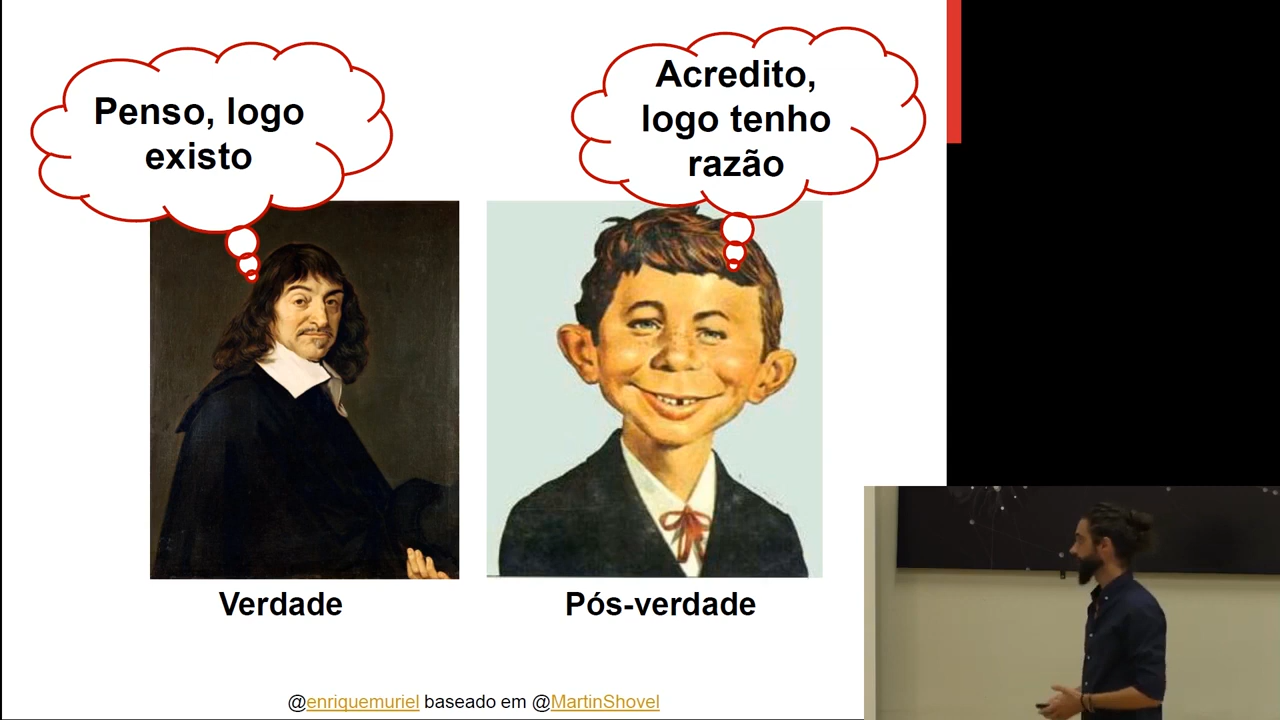 Penso, logo
existo
Acredito,
logo tenho
razão
Verdade
Pós-verdade
@enriquemuriel baseado em @MartinShovel